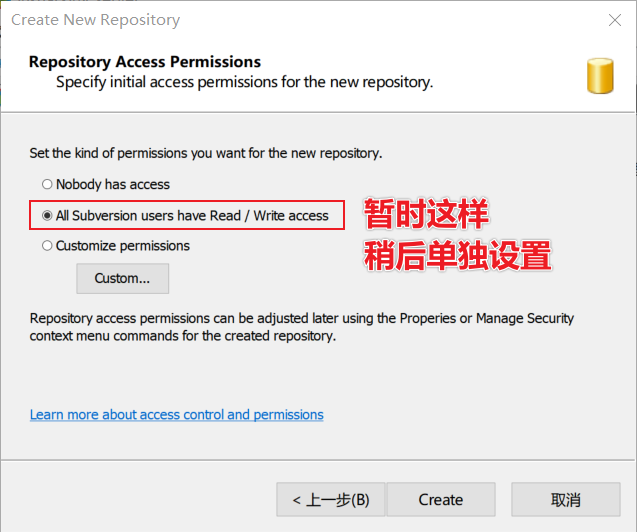 Create New Repository
Repository Access Permissions
Specify initial access permissions for the new repository.
Set the kind of permissions you want for the new repository.
Nobody has access
All Subversion users have Read / Write access
暂时这样
稍后单独设置
Customize permissions
Custom...
Repository access permissions can be adjusted later using the Properies or Manage Security
context menu commands for the created repository.
Learn more about access control and permissions
< 上一步(B)
Create
取消